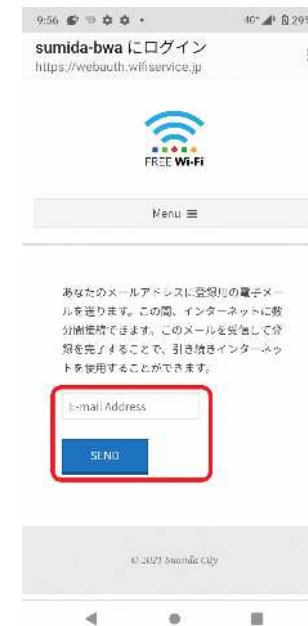 9:56
4G+ 29%
sumida-bwa にログイン
https://webauth.wifiservice.jp
FREE Wi-Fi
Menu ≡
あなたのメールアドレスに登録用の電子メー
ルを送ります。この間、インターネットに数
分間接続できます。このメールを受信して登
録を完了することで、引き続きインターネッ
トを使用することができます。
E-mail Address
SEND
© 2021 Sumida City